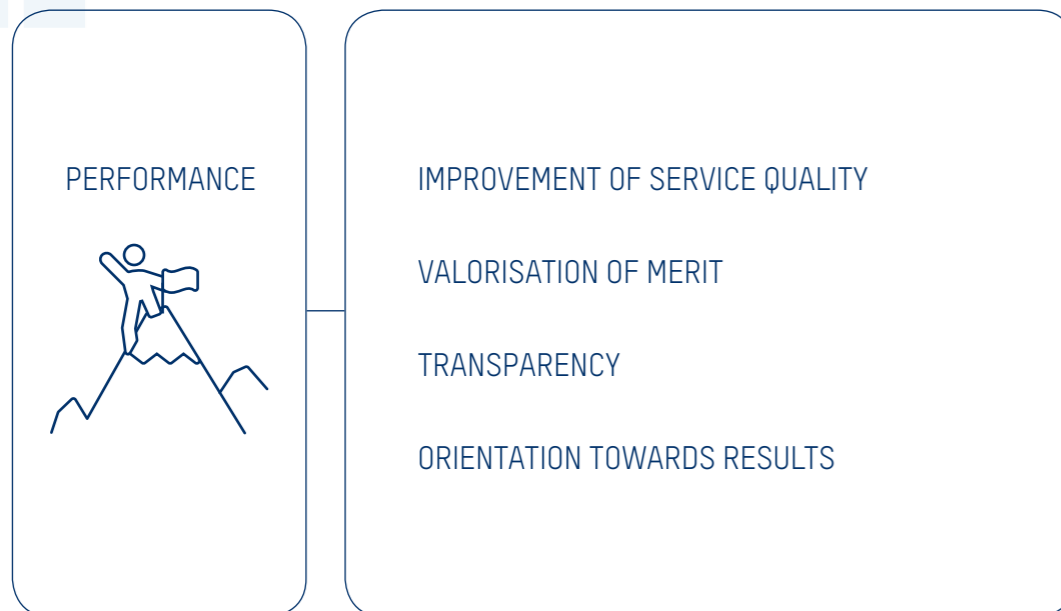 PERFORMANCE
IMPROVEMENT OF SERVICE QUALITY
VALORISATION OF MERIT
TRANSPARENCY
ORIENTATION TOWARDS RESULTS